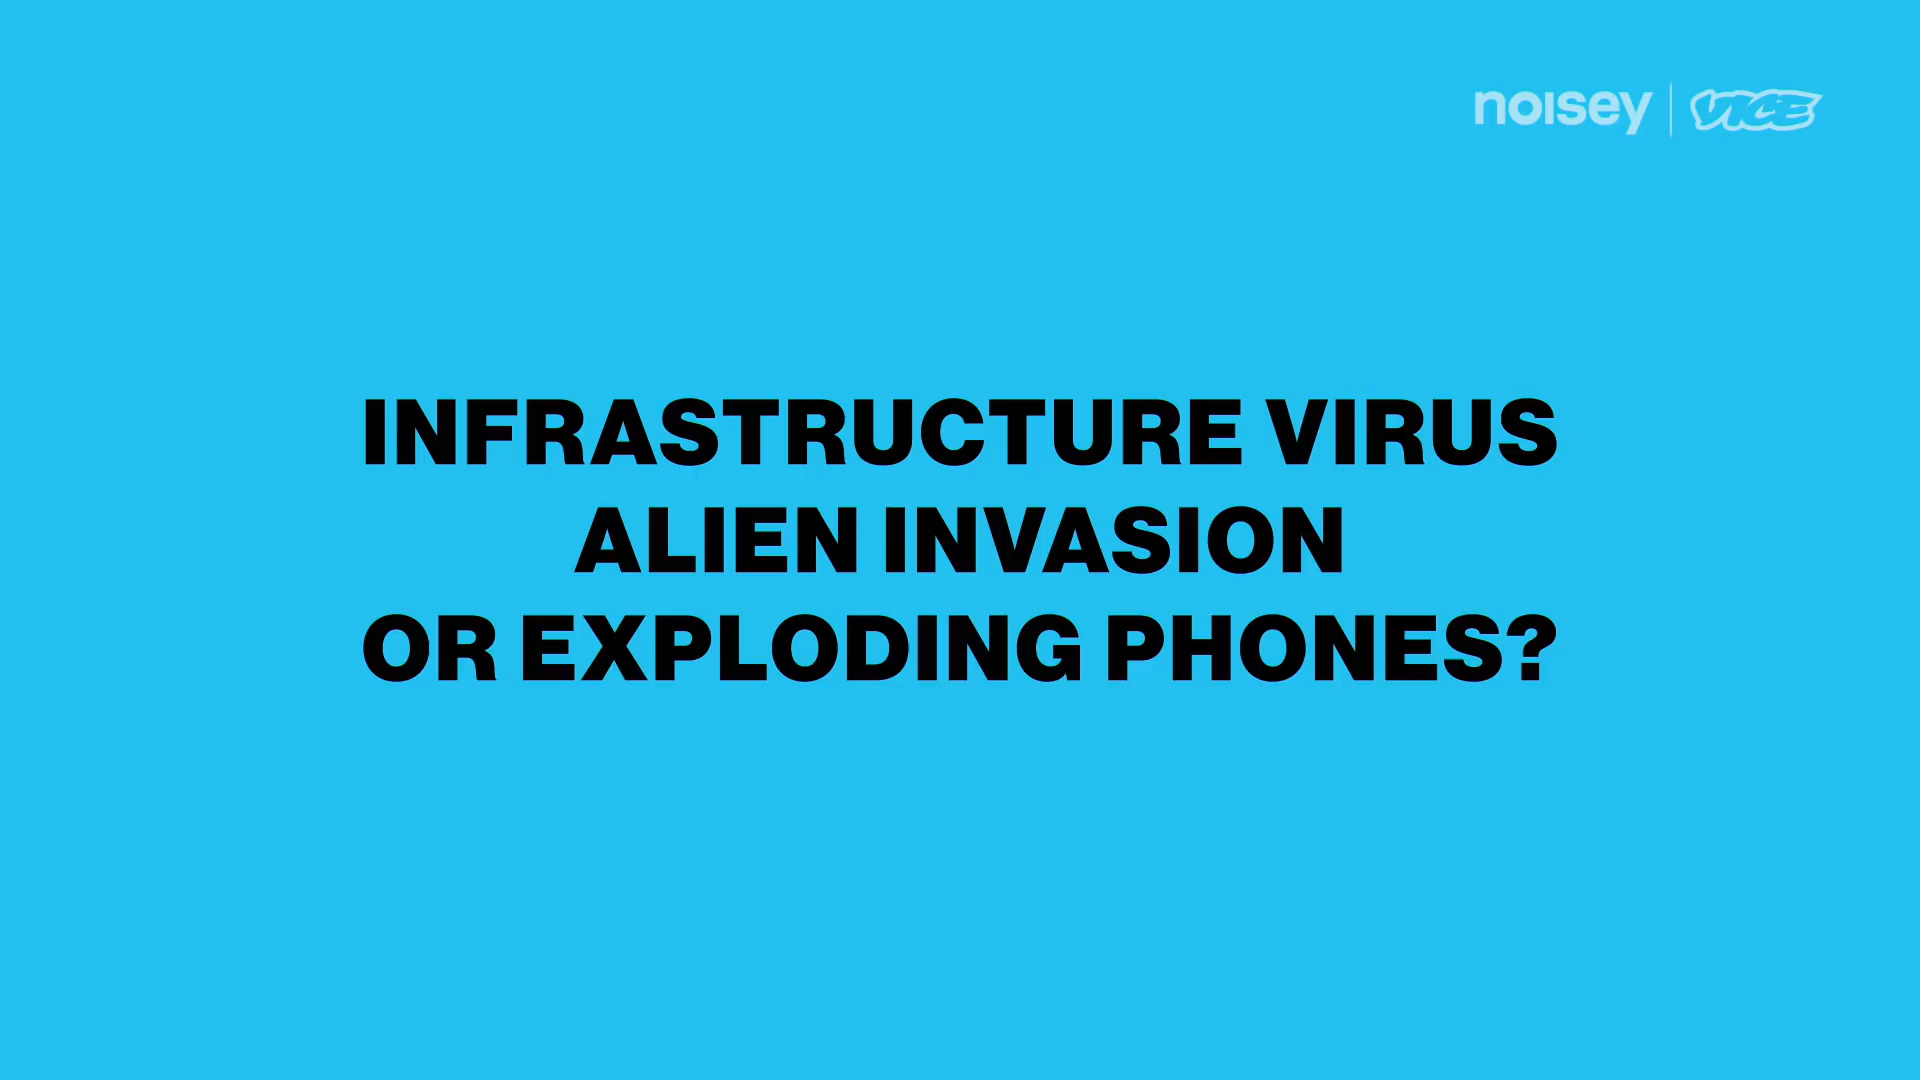 noisey | VICE
INFRASTRUCTURE VIRUS
ALIEN INVASION
OR EXPLODING PHONES?